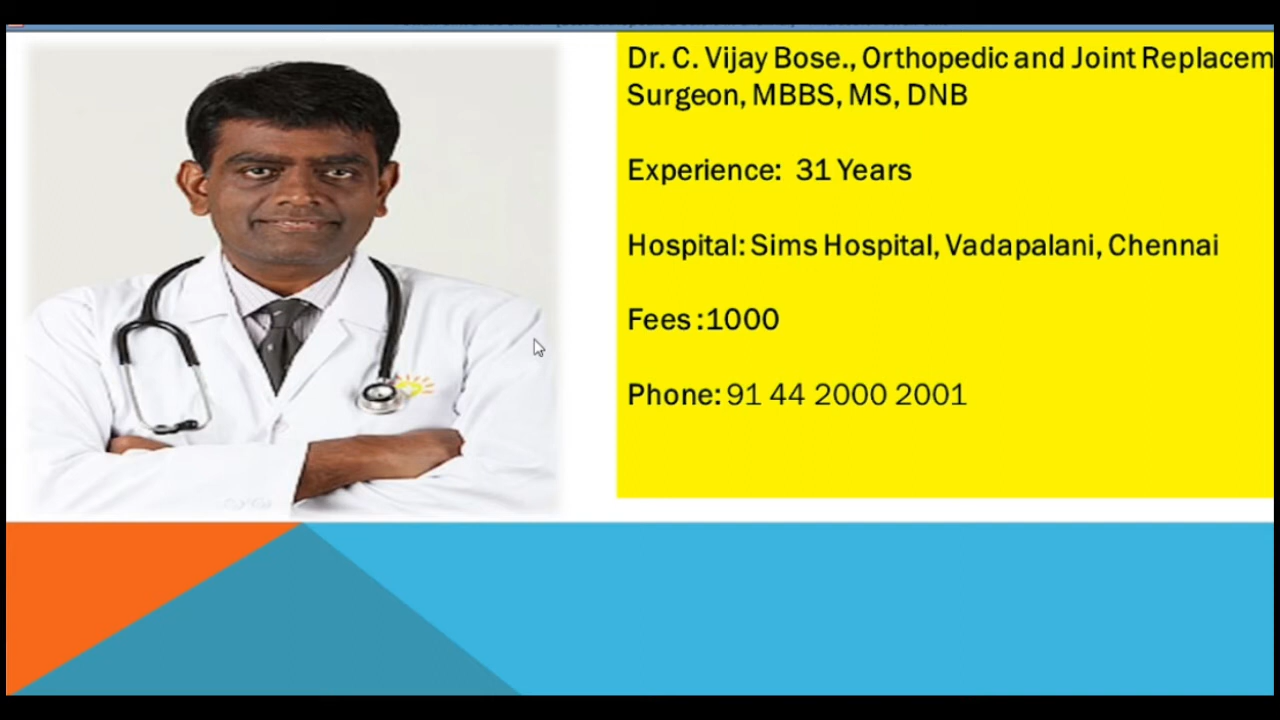 Dr. C. Vijay Bose., Orthopedic and Joint Replacem
Surgeon, MBBS, MS, DNB
Experience: 31 Years
Hospital: Sims Hospital, Vadapalani, Chennai
Fees :1000
Phone: 91 44 2000 2001